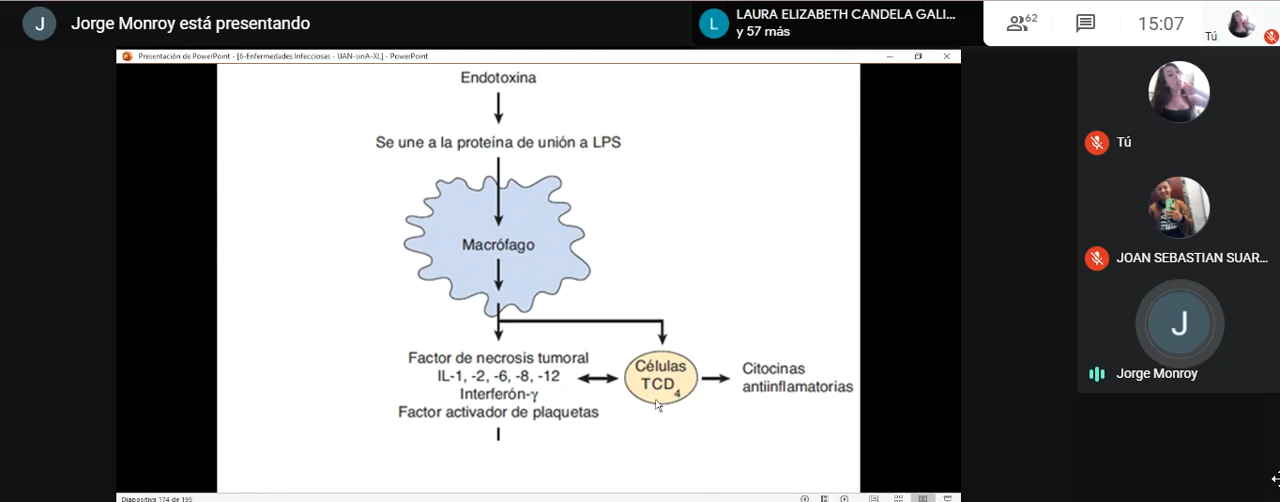 J
Jorge Monroy está presentando
L
LAURA ELIZABETH CANDELA GALI...
y 57 más
62
15:07
Tú
Presentación de PowerPoint - [6-Enfermedades Infecciosas - UAN-sinA-XL] - PowerPoint
Endotoxina
Se une a la proteína de unión a LPS
Macrófago
Factor de necrosis tumoral
IL-1, -2, -6, -8, -12
Interferón-γ
Factor activador de plaquetas
Células
TCD4
Citocinas
antiinflamatorias
Diapositiva 174 de 195
Tú
JOAN SEBASTIAN SUAR...
J
Jorge Monroy